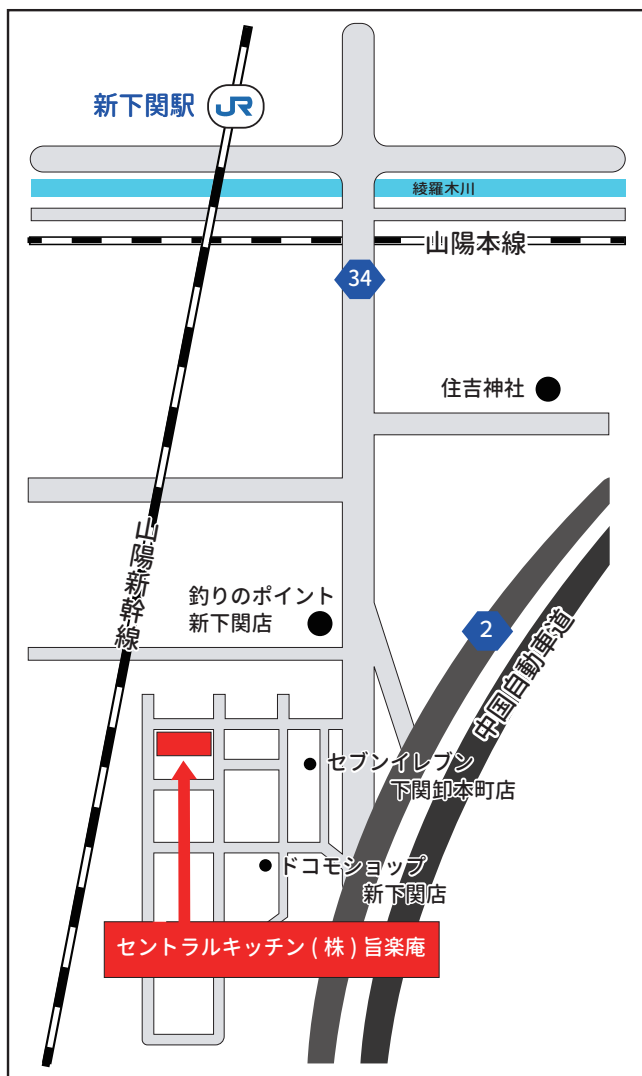 新下関駅 JR
綾羅木川
山陽本線
34
住吉神社
山陽新幹線
釣りのポイント
新下関店
2
中国自動車道
セブンイレブン
下関卸本町店
ドコモショップ
新下関店
セントラルキッチン ( 株 ) 旨楽庵